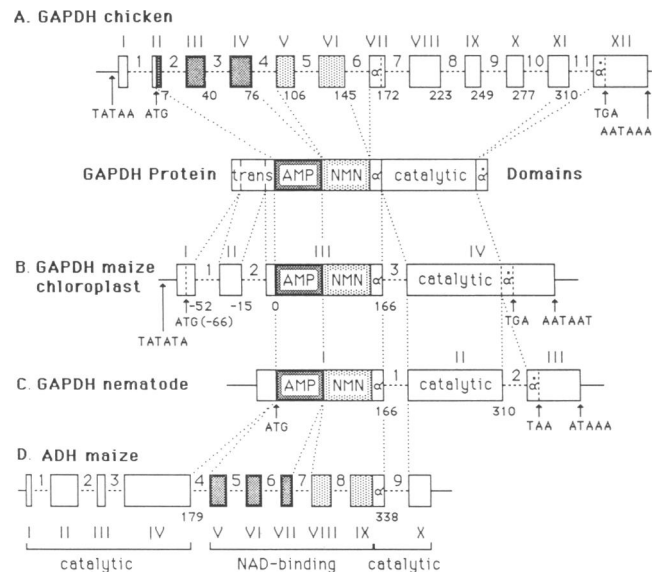 A. GAPDH chicken
I II III IV V VI VII VIII IX X XI XII
1 2 3 4 5 6 7 8 9 10 11
TATAA ATG 7 40 76 106 145 172 223 249 277 310 TGA AATAAA
GAPDH Protein trans AMP NMN catalytic Domains
I II III IV
B. GAPDH maize chloroplast
1 2 AMP NMN 3 catalytic
-52 -15 0 166
TATATA ATG(-66) TGA AATAAT
I II III
C. GAPDH nematode AMP NMN 1 catalytic 2
166 310
ATG TAA ATAAA
D. ADH maize
1 2 3 4 5 6 7 8 9
179 338
I II III IV V VI VII VIII IX X
catalytic NAD-binding catalytic